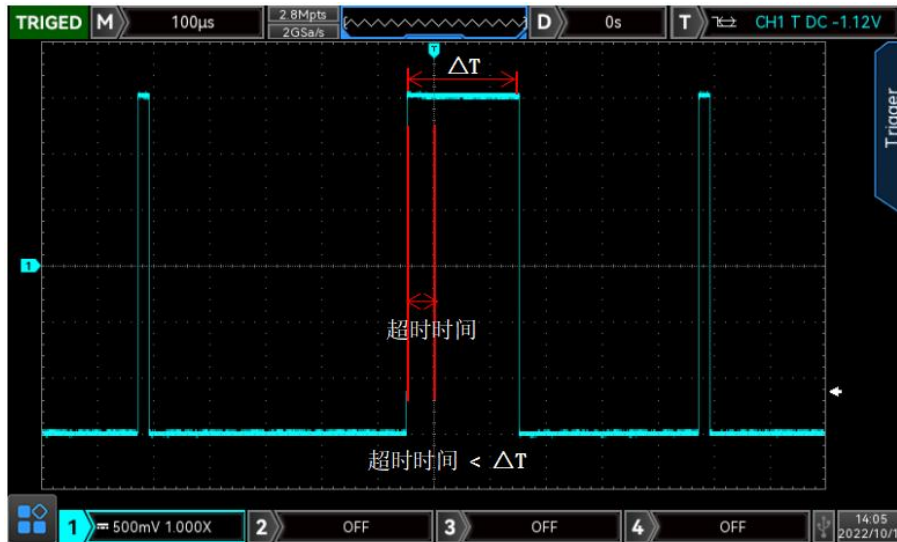 TRIGED M 100μs 2.8Mpts D 0s T CH1 T DC -1.12V
2GSa/s
T
△T
Trigger
1
超时时间
超时时间 < △T
1 500mV 1.000X 2 OFF 3 OFF 4 OFF 14:05